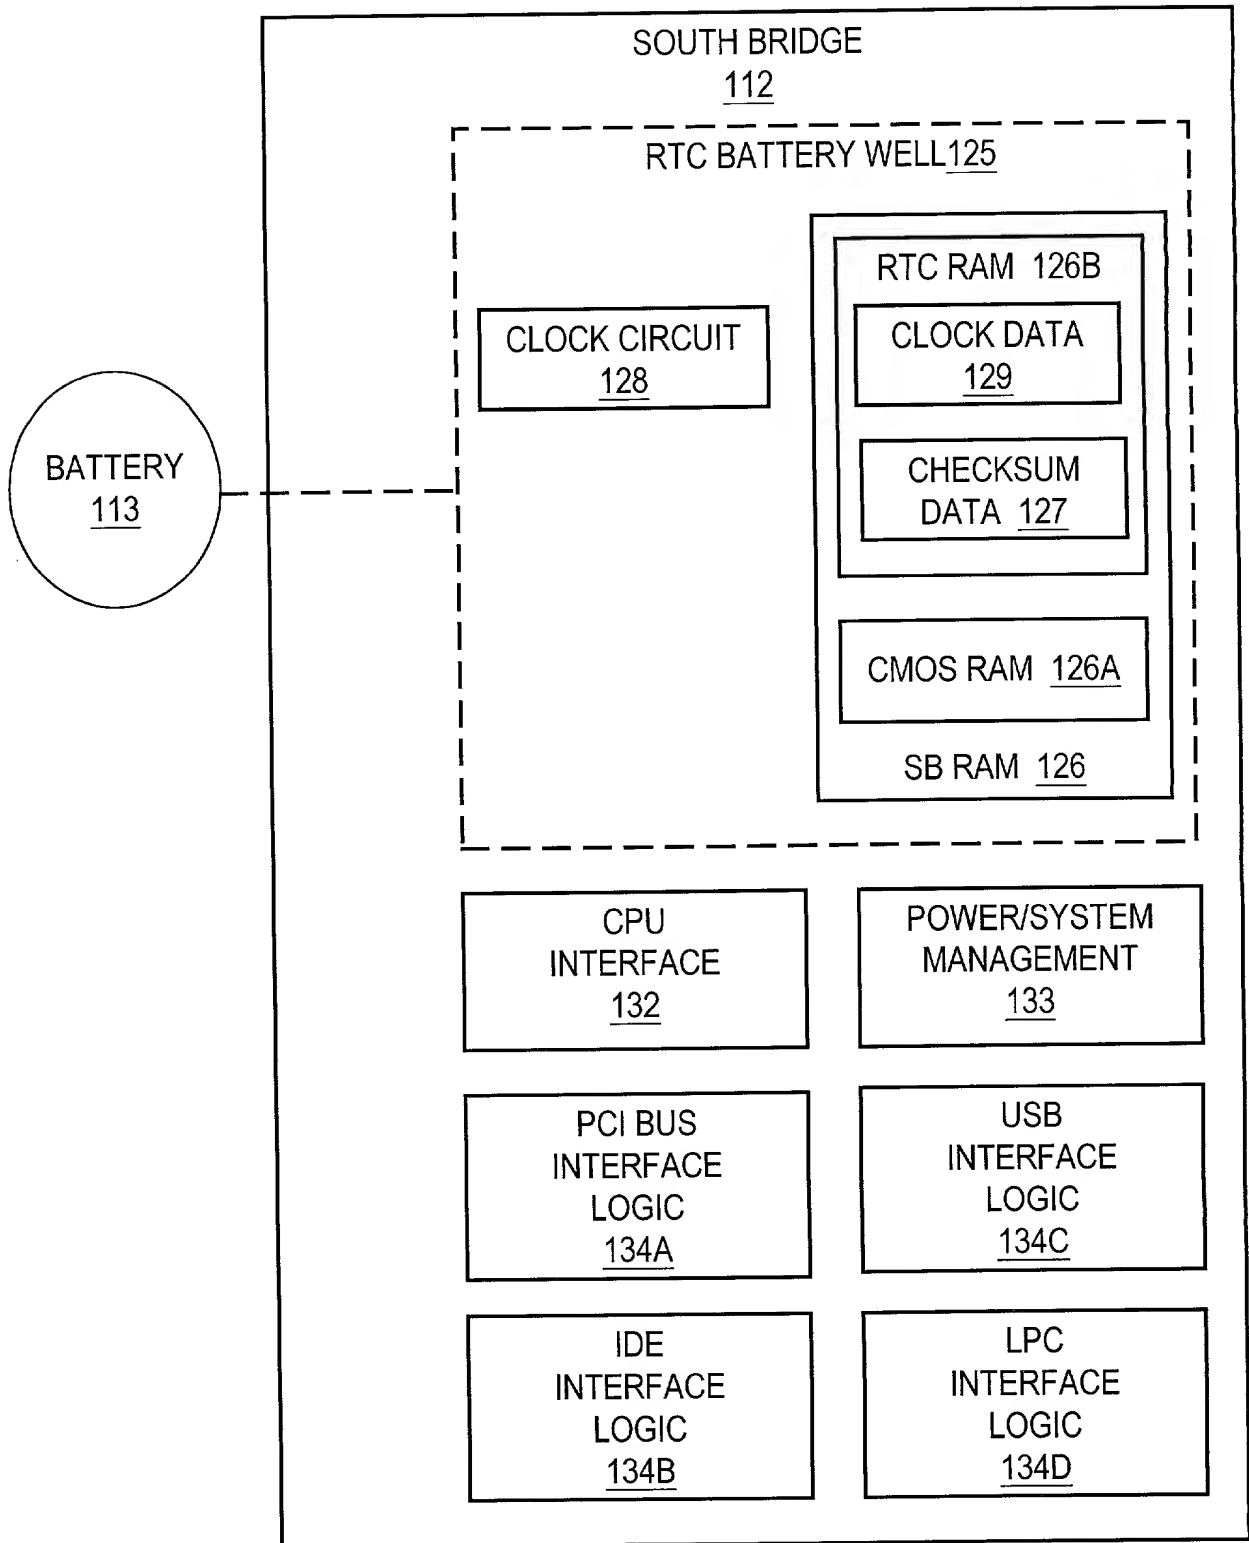 SOUTH BRIDGE
112
RTC BATTERY WELL125
RTC RAM 126B
CLOCK CIRCUIT
128
CLOCK DATA
129
BATTERY
113
CHECKSUM
DATA 127
CMOS RAM 126A
SB RAM 126
CPU
INTERFACE
132
POWER/SYSTEM
MANAGEMENT
133
PCI BUS
INTERFACE
LOGIC
134A
USB
INTERFACE
LOGIC
134C
IDE
INTERFACE
LOGIC
134B
LPC
INTERFACE
LOGIC
134D